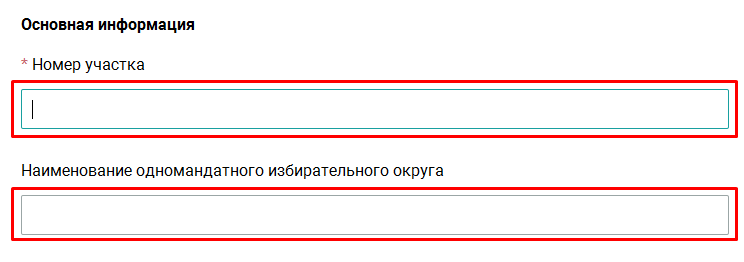 Основная информация
* Номер участка
Наименование одномандатного избирательного округа